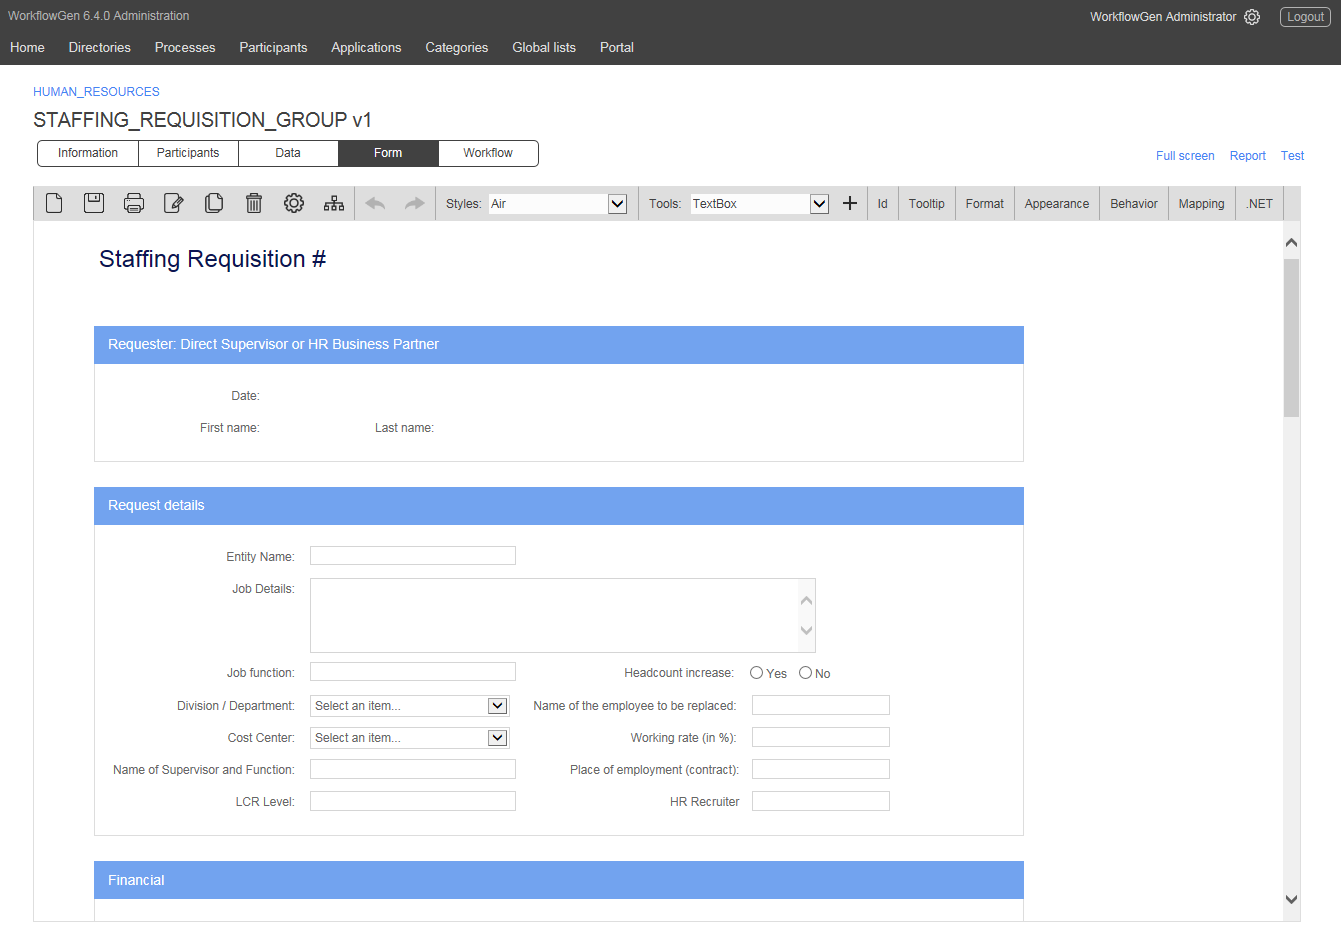 WorkflowGen 6.4.0 Administration
WorkflowGen Administrator Logout
Home Directories Processes Participants Applications Categories Global lists Portal
HUMAN_RESOURCES
STAFFING_REQUISITION_GROUP v1
Information Participants Data Form Workflow
Full screen Report Test
Styles: Air Tools: TextBox Id Tooltip Format Appearance Behavior Mapping .NET
Staffing Requisition #
Requester: Direct Supervisor or HR Business Partner
Date:
First name: Last name:
Request details
Entity Name:
Job Details:
Job function: Headcount increase: Yes No
Division / Department: Select an item... Name of the employee to be replaced:
Cost Center: Select an item... Working rate (in %):
Name of Supervisor and Function: Place of employment (contract):
LCR Level: HR Recruiter
Financial